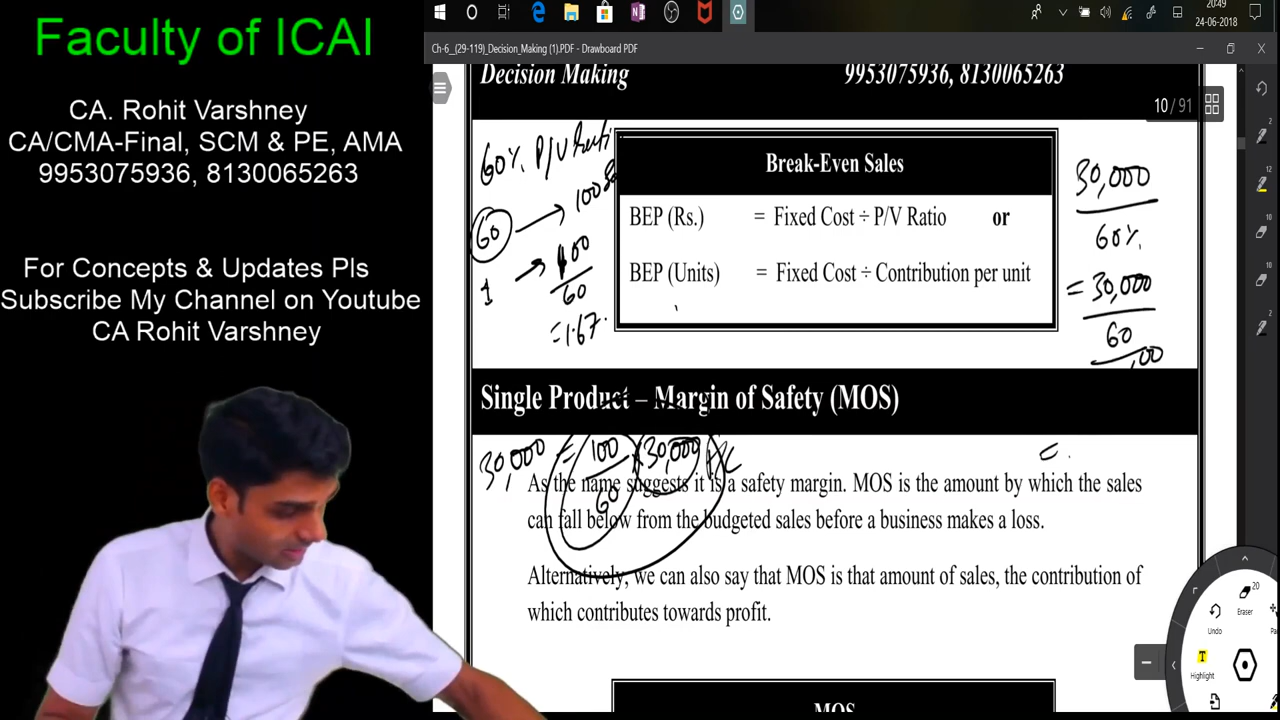 Faculty of ICAI
CA. Rohit Varshney
CA/CMA-Final, SCM & PE, AMA
9953075936, 8130065263
For Concepts & Updates Pls
Subscribe My Channel on Youtube
CA Rohit Varshney
20:49
24-06-2018
Ch-6_(29-119)_Decision_Making (1).PDF - Drawboard PDF
Decision Making 9953075936, 8130065263
10 / 91
60% P/V Rati
60 → 100
1 → 100
60
= 1.67
Break-Even Sales
BEP (Rs.) = Fixed Cost ÷ P/V Ratio or
BEP (Units) = Fixed Cost ÷ Contribution per unit
30,000
60%
= 30,000
60
100
Single Product – Margin of Safety (MOS)
30,000 = 100 30,000
60
=
As the name suggests it is a safety margin. MOS is the amount by which the sales
can fall below from the budgeted sales before a business makes a loss.
Alternatively, we can also say that MOS is that amount of sales, the contribution of
which contributes towards profit.
MOS
20
Eraser
Undo
T
Highlight